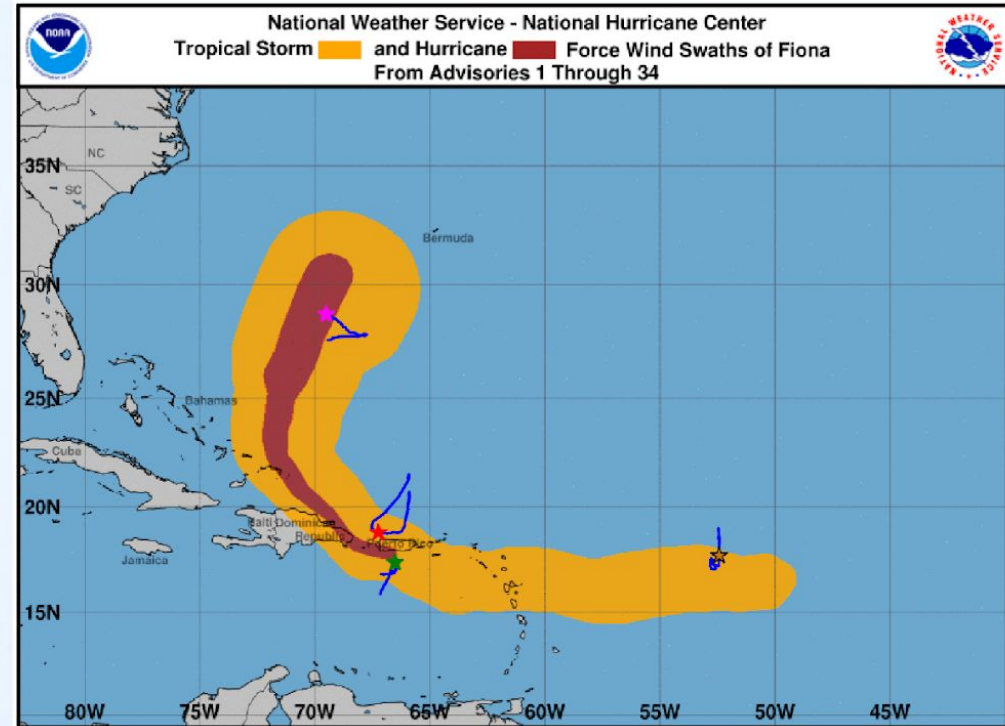 National Weather Service - National Hurricane Center
Tropical Storm and Hurricane Force Wind Swaths of Fiona
From Advisories 1 Through 34
NOAA
NC
35N
SC
Bermuda
30N
25N
Bahamas
Cuba
20N
Haiti Dominican
Republic
Puerto Rico
Jamaica
15N
80W 75W 70W 65W 60W 55W 50W 45W